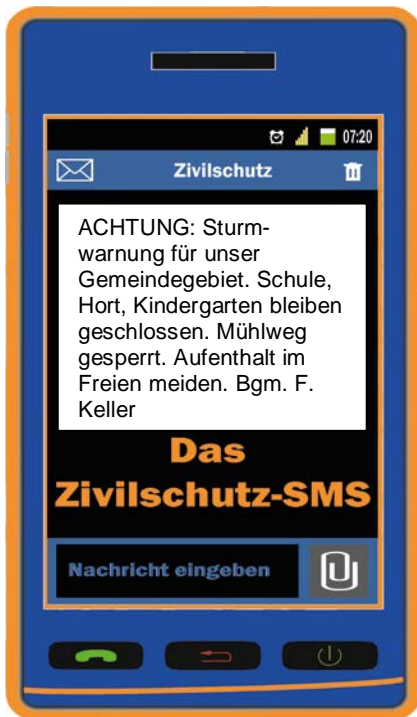 07:20
Zivilschutz
ACHTUNG: Sturm-
warnung für unser
Gemeindegebiet. Schule,
Hort, Kindergarten bleiben
geschlossen. Mühlweg
gesperrt. Aufenthalt im
Freien meiden. Bgm. F.
Keller
Das
Zivilschutz-SMS
Nachricht eingeben